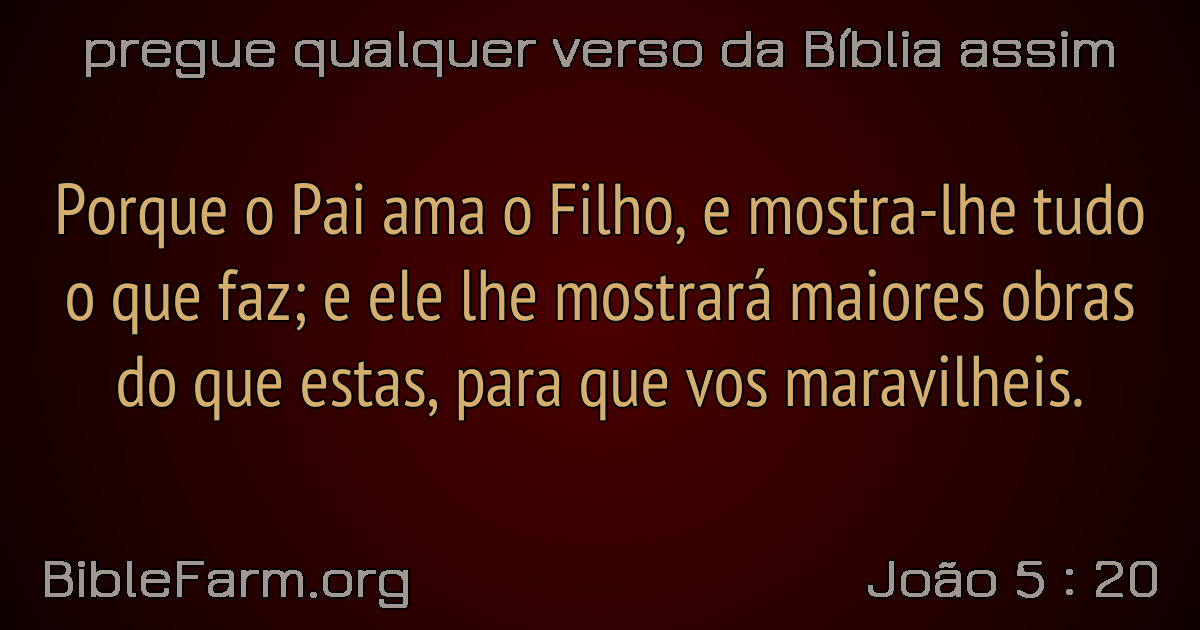 pregue qualquer verso da Bíblia assim
Porque o Pai ama o Filho, e mostra-lhe tudo
o que faz; e ele lhe mostrará maiores obras
do que estas, para que vos maravilheis.
BibleFarm.org
João 5 : 20